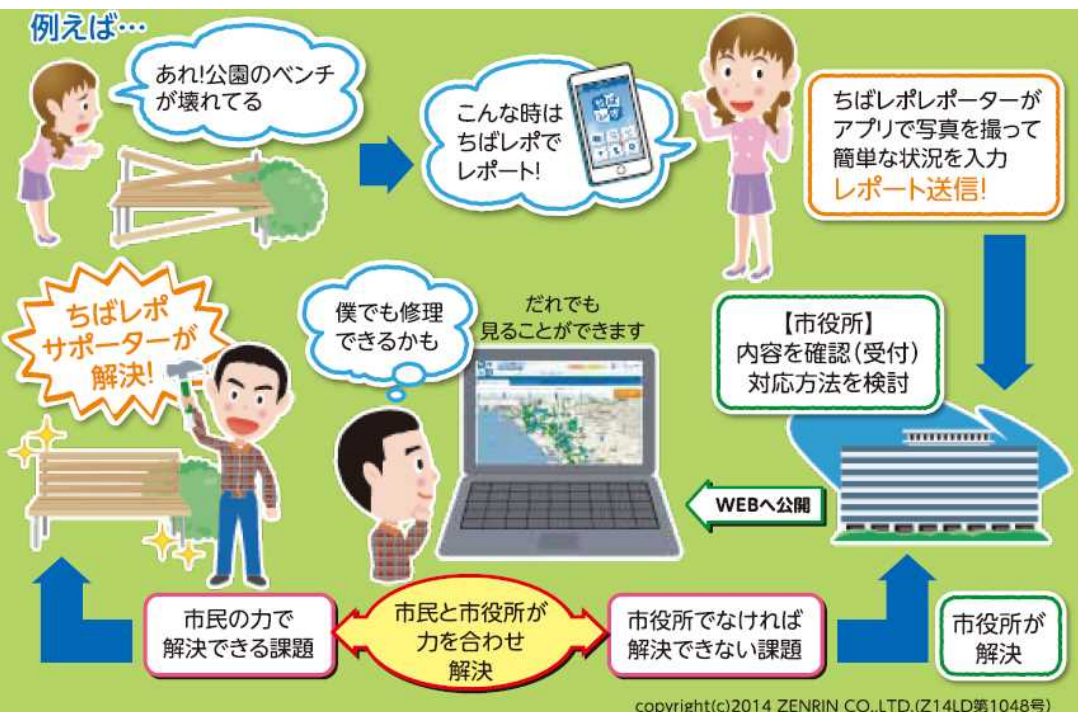 例えば…
あれ!公園のベンチ
が壊れてる
こんな時は
ちばレポで
レポート!
ちばレポレポーターが
アプリで写真を撮って
簡単な状況を入力
レポート送信!
【市役所】
内容を確認(受付)
対応方法を検討
WEBへ公開
だれでも
見ることができます
僕でも修理
できるかも
ちばレポ
サポーターが
解決!
市民の力で
解決できる課題
市民と市役所が
力を合わせ
解決
市役所でなければ
解決できない課題
市役所が
解決
copyright(c)2014 ZENRIN CO.,LTD.(Z14LD第1048号)